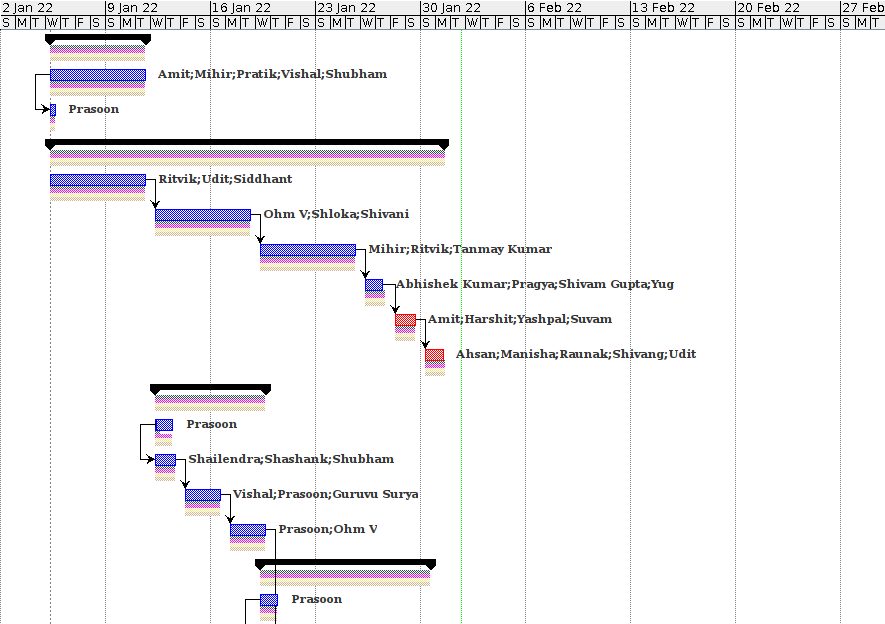 2 Jan 22 9 Jan 22 16 Jan 22 23 Jan 22 30 Jan 22 6 Feb 22 13 Feb 22 20 Feb 22 27 Feb
S M T W T F S S M T W T F S S M T W T F S S M T W T F S S M T W T F S S M T W T F S S M T W T F S S M T W T F S S M T
Amit;Mihir;Pratik;Vishal;Shubham
Prasoon
Ritvik;Udit;Siddhant
Ohm V;Shloka;Shivani
Mihir;Ritvik;Tanmay Kumar
Abhishek Kumar;Pragya;Shivam Gupta;Yug
Amit;Harshit;Yashpal;Suvam
Ahsan;Manisha;Raunak;Shivang;Udit
Prasoon
Shailendra;Shashank;Shubham
Vishal;Prasoon;Guruvu Surya
Prasoon;Ohm V
Prasoon